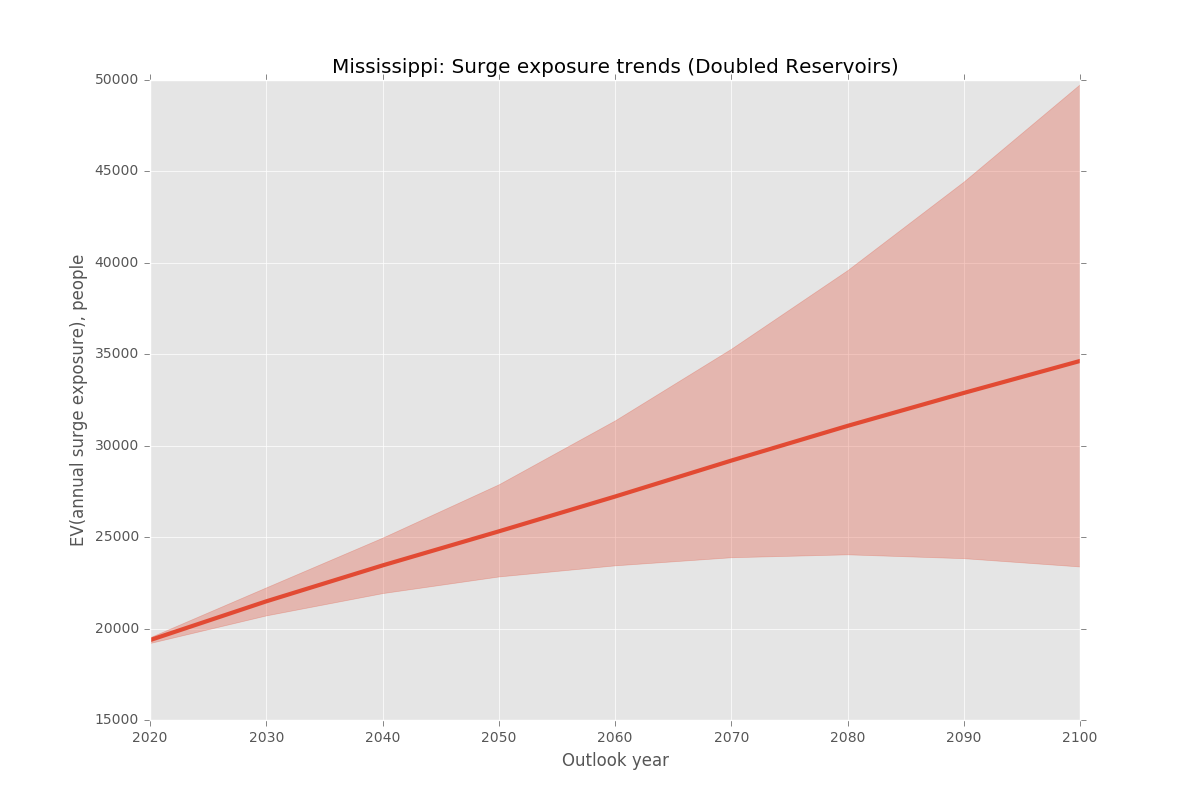 Mississippi: Surge exposure trends (Doubled Reservoirs)
50000
45000
40000
35000
30000
25000
20000
15000
EV(annual surge exposure), people
2020 2030 2040 2050 2060 2070 2080 2090 2100
Outlook year